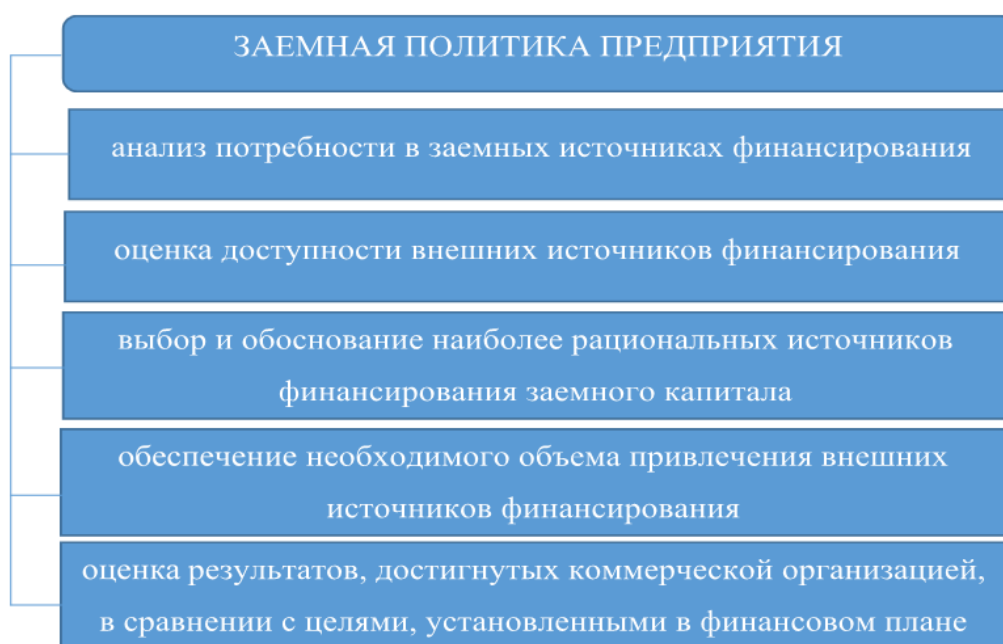 ЗАЕМНАЯ ПОЛИТИКА ПРЕДПРИЯТИЯ
анализ потребности в заемных источниках финансирования
оценка доступности внешних источников финансирования
выбор и обоснование наиболее рациональных источников
финансирования заемного капитала
обеспечение необходимого объема привлечения внешних
источников финансирования
оценка результатов, достигнутых коммерческой организацией,
в сравнении с целями, установленными в финансовом плане